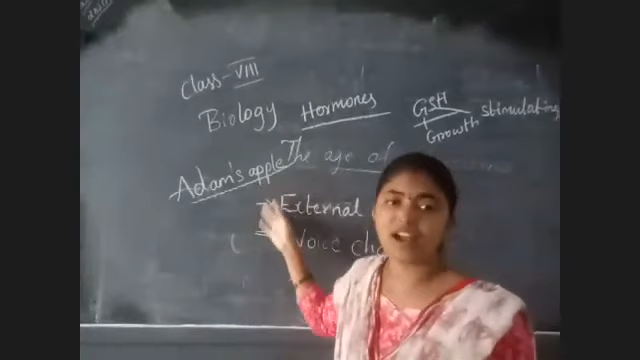 Class-VIII
Biology Hormones GSH stimulating
Growth
Adam's apple The age of
→ External
Voice